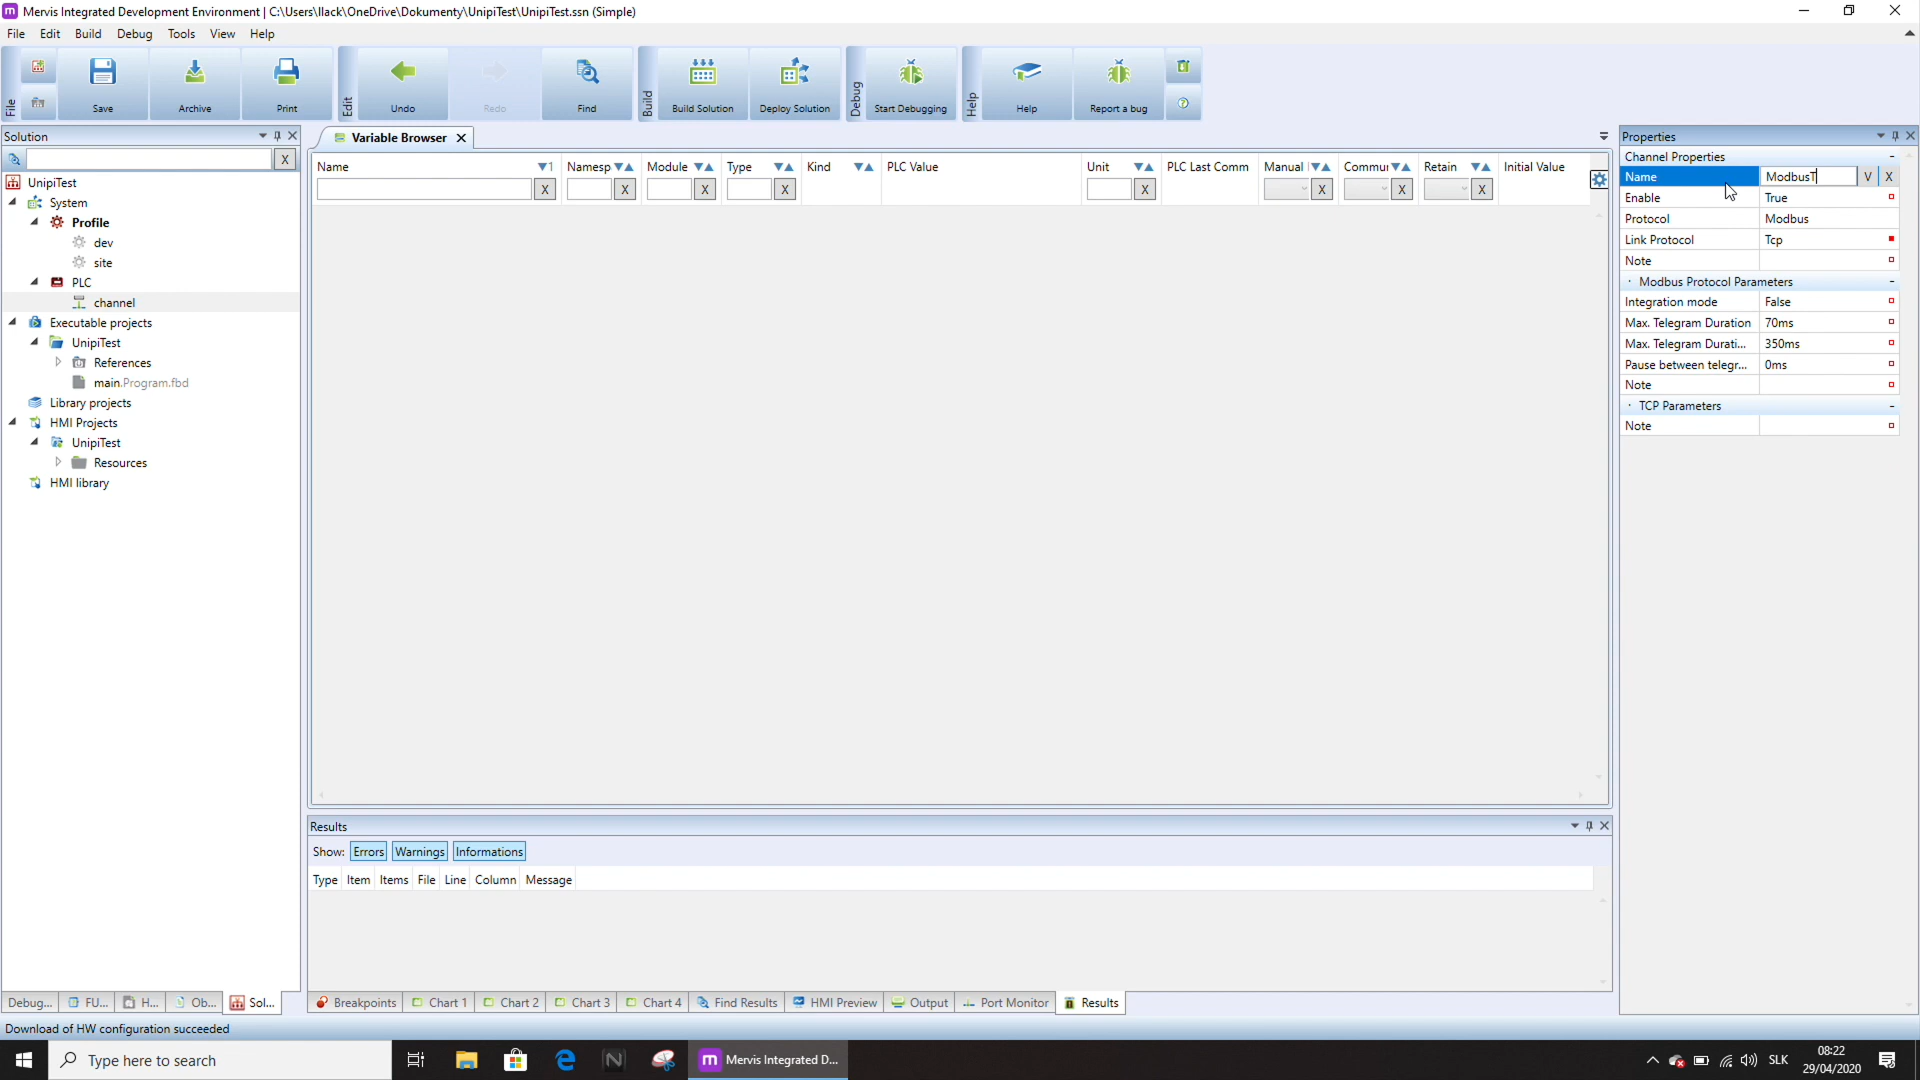 Mervis Integrated Development Environment | C:\Users\llack\OneDrive\Dokumenty\UnipiTest\UnipiTest.ssn (Simple)
File Edit Build Debug Tools View Help
File Save Archive Print Edit Undo Redo Find Build Build Solution Deploy Solution Debug Start Debugging Help Help Report a bug
Solution
X
UnipiTest
System
Profile
dev
site
PLC
channel
Executable projects
UnipiTest
References
main.Program.fbd
Library projects
HMI Projects
UnipiTest
Resources
HMI library
Debug... FU... H... Ob... Sol...
Variable Browser
Name 1 Namesp Module Type Kind PLC Value Unit PLC Last Comm Manual Commu Retain Initial Value
X X X X X X X X
Results
Show: Errors Warnings Informations
Type Item Items File Line Column Message
Breakpoints Chart 1 Chart 2 Chart 3 Chart 4 Find Results HMI Preview Output Port Monitor Results
Properties
Channel Properties
Name ModbusT V X
Enable True
Protocol Modbus
Link Protocol Tcp
Note
Modbus Protocol Parameters
Integration mode False
Max. Telegram Duration 70ms
Max. Telegram Durati... 350ms
Pause between telegr... 0ms
Note
TCP Parameters
Note
Download of HW configuration succeeded
Type here to search
Mervis Integrated D...
SLK
08:22
29/04/2020